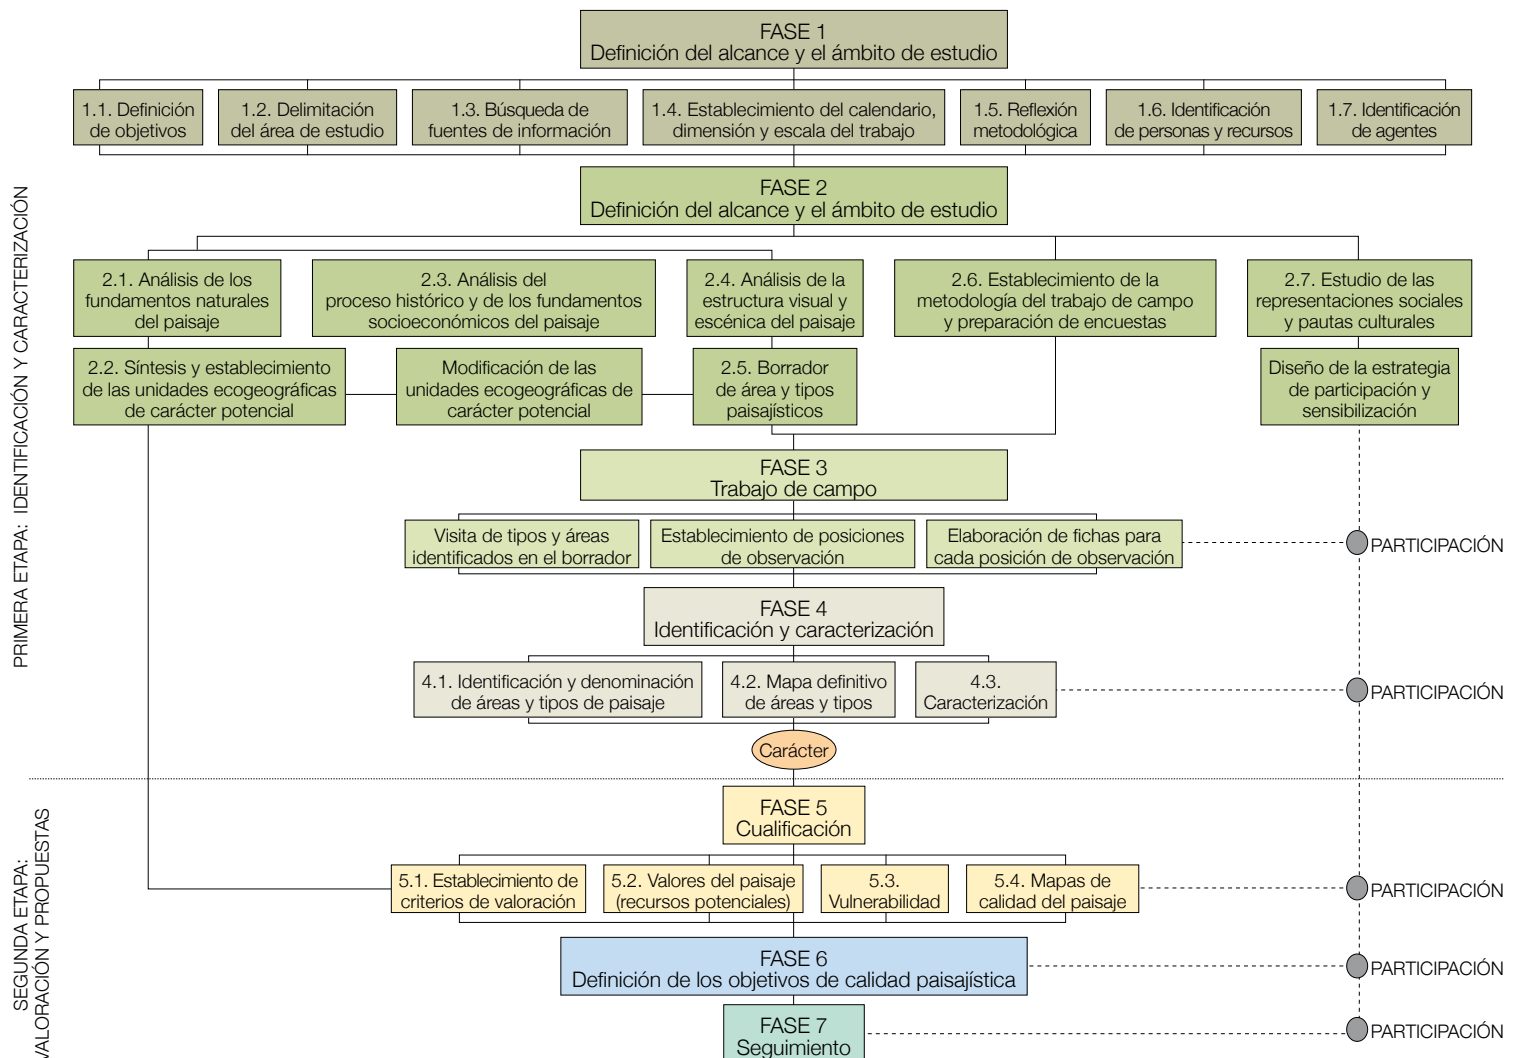 FASE 1
Definición del alcance y el ámbito de estudio
1.1. Definición
de objetivos
1.2. Delimitación
del área de estudio
1.3. Búsqueda de
fuentes de información
1.4. Establecimiento del calendario,
dimensión y escala del trabajo
1.5. Reflexión
metodológica
1.6. Identificación
de personas y recursos
1.7. Identificación
de agentes
PRIMERA ETAPA: IDENTIFICACIÓN Y CARACTERIZACIÓN
FASE 2
Definición del alcance y el ámbito de estudio
2.1. Análisis de los
fundamentos naturales
del paisaje
2.3. Análisis del
proceso histórico y de los fundamentos
socioeconómicos del paisaje
2.4. Análisis de la
estructura visual y
escénica del paisaje
2.6. Establecimiento de la
metodología del trabajo de campo
y preparación de encuestas
2.7. Estudio de las
representaciones sociales
y pautas culturales
2.2. Síntesis y establecimiento
de las unidades ecogeográficas
de carácter potencial
Modificación de las
unidades ecogeográficas de
carácter potencial
2.5. Borrador
de área y tipos
paisajísticos
Diseño de la estrategia
de participación y
sensibilización
FASE 3
Trabajo de campo
Visita de tipos y áreas
identificados en el borrador
Establecimiento de posiciones
de observación
Elaboración de fichas para
cada posición de observación
PARTICIPACIÓN
FASE 4
Identificación y caracterización
4.1. Identificación y denominación
de áreas y tipos de paisaje
4.2. Mapa definitivo
de áreas y tipos
4.3.
Caracterización
PARTICIPACIÓN
Carácter
SEGUNDA ETAPA:
VALORACIÓN Y PROPUESTAS
FASE 5
Cualificación
5.1. Establecimiento de
criterios de valoración
5.2. Valores del paisaje
(recursos potenciales)
5.3.
Vulnerabilidad
5.4. Mapas de
calidad del paisaje
PARTICIPACIÓN
FASE 6
Definición de los objetivos de calidad paisajística
PARTICIPACIÓN
FASE 7
Seguimiento
PARTICIPACIÓN